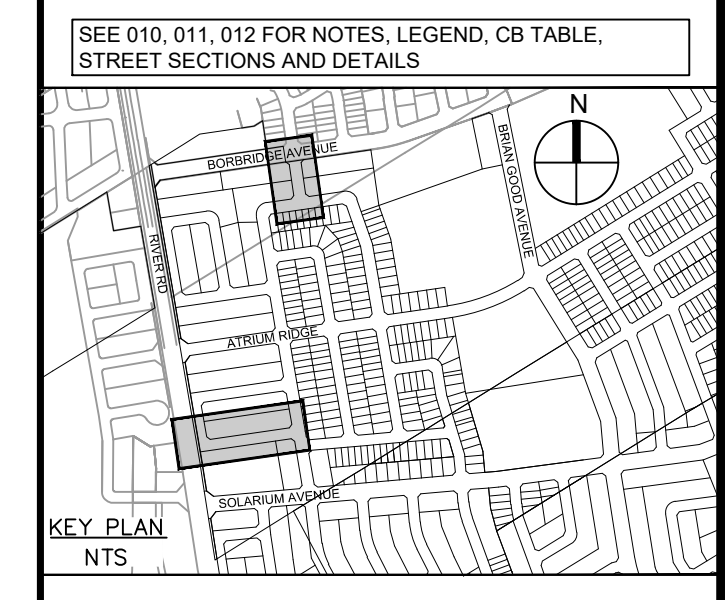 SEE 010, 011, 012 FOR NOTES, LEGEND, CB TABLE,
STREET SECTIONS AND DETAILS
N
BORBRIDGE AVENUE
BRIAN GOOD AVENUE
RIVER RD
ATRIUM RIDGE
SOLARIUM AVENUE
KEY PLAN
NTS